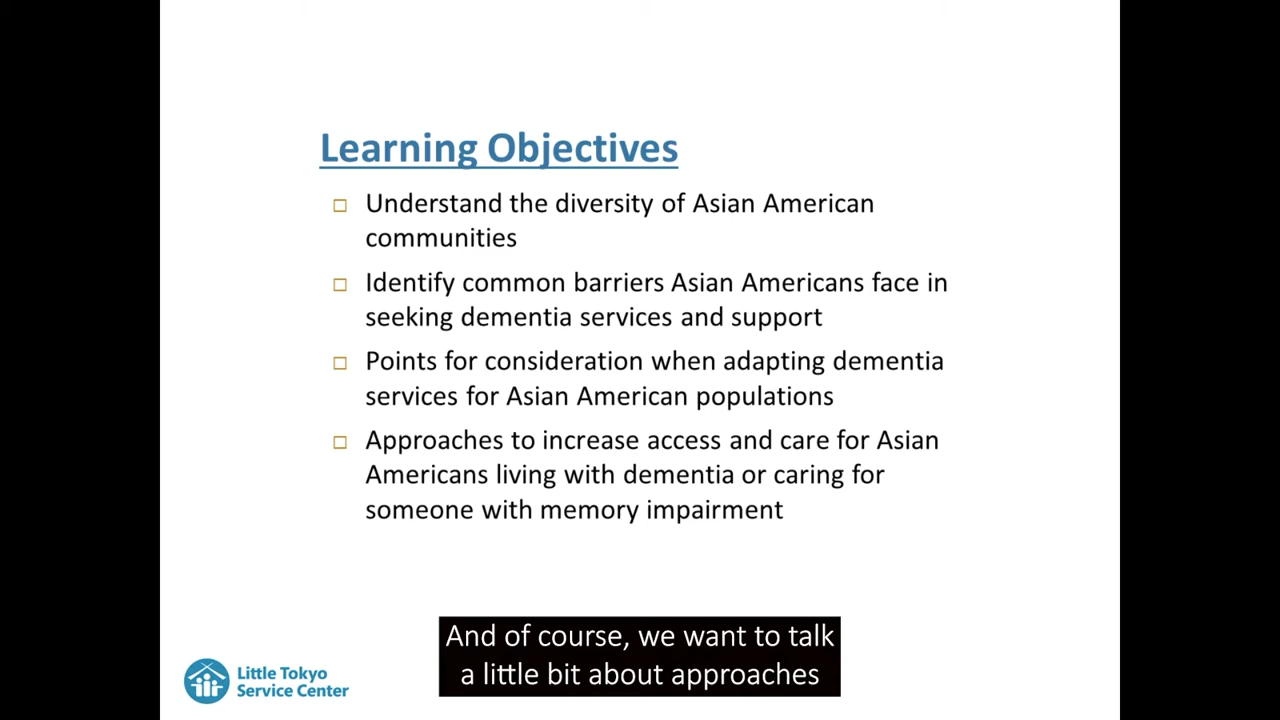 Learning Objectives
Understand the diversity of Asian American
communities
Identify common barriers Asian Americans face in
seeking dementia services and support
Points for consideration when adapting dementia
services for Asian American populations
Approaches to increase access and care for Asian
Americans living with dementia or caring for
someone with memory impairment
And of course, we want to talk
a little bit about approaches
Little Tokyo
Service Center